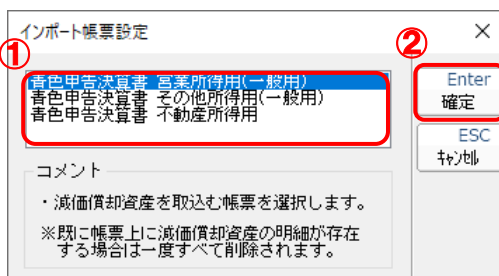 インポート帳票設定
①
②
青色申告決算書 営業所得用(一般用)
青色申告決算書 その他所得用(一般用)
青色申告決算書 不動産所得用
Enter
確定
ESC
ｷｬﾝｾﾙ
コメント
・減価償却資産を取込む帳票を選択します。
※既に帳票上に減価償却資産の明細が存在
する場合は一度すべて削除されます。